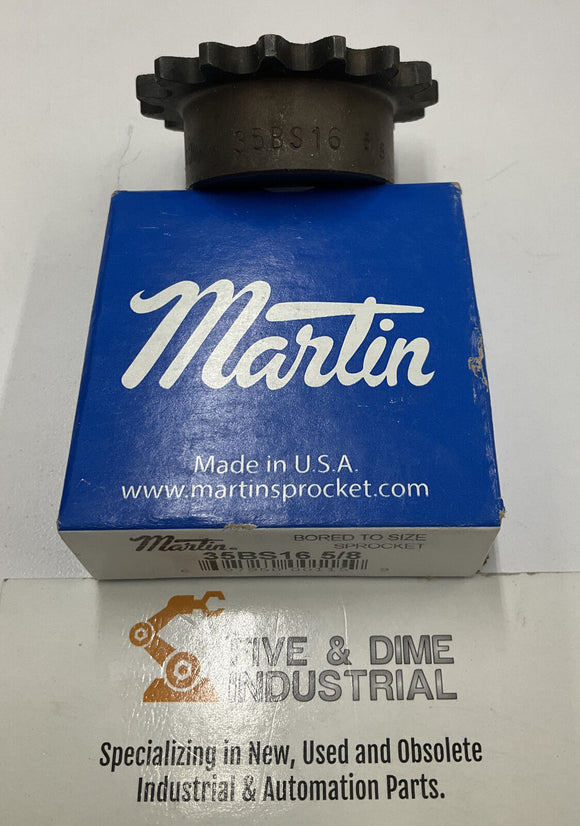 35BS16 5/8
Martin
Made in U.S.A.
www.martinsprocket.com
Martin
BORED TO SIZE
SPROCKET
35BS16 5/8
FIVE & DIME
INDUSTRIAL
Specializing in New, Used and Obsolete
Industrial & Automation Parts.